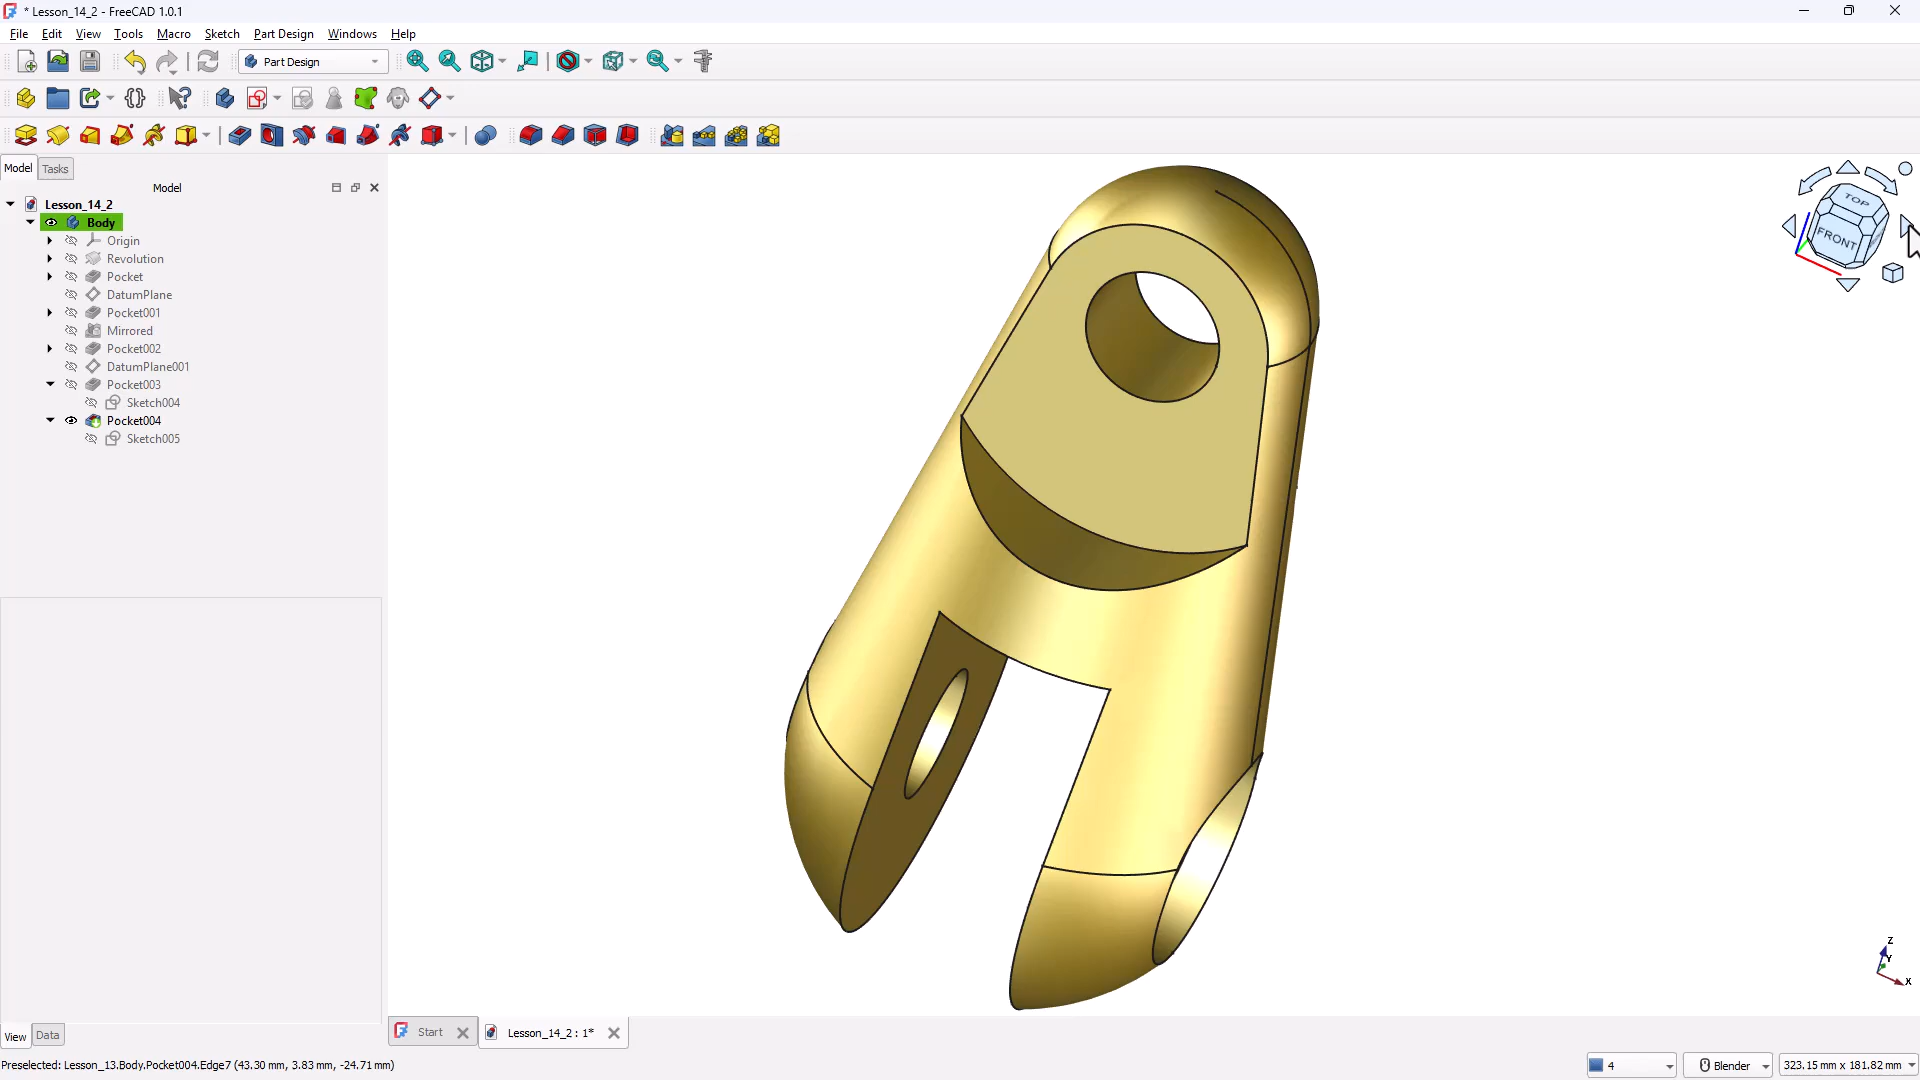 * Lesson_14_2 - FreeCAD 1.0.1
File Edit View Tools Macro Sketch Part Design Windows Help
Part Design
Model Tasks
Model
Lesson_14_2
Body
Origin
Revolution
Pocket
DatumPlane
Pocket001
Mirrored
Pocket002
DatumPlane001
Pocket003
Sketch004
Pocket004
Sketch005
TOP
FRONT
Z
Y
X
View Data
Start
Lesson_14_2 : 1*
Preselected: Lesson_13.Body.Pocket004.Edge7 (43.30 mm, 3.83 mm, -24.71 mm)
4
Blender
323.15 mm x 181.82 mm